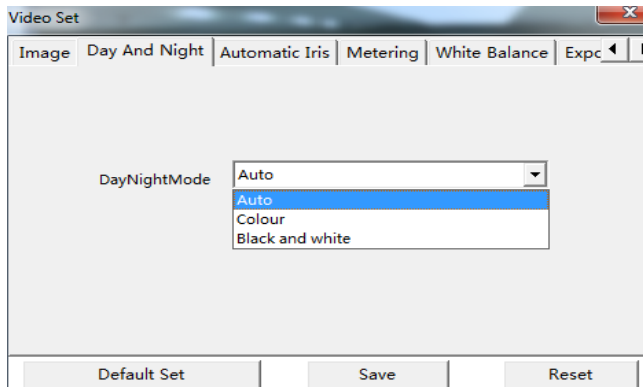 Video Set
Image Day And Night Automatic Iris Metering White Balance Expo
DayNightMode Auto
Auto
Colour
Black and white
Default Set Save Reset